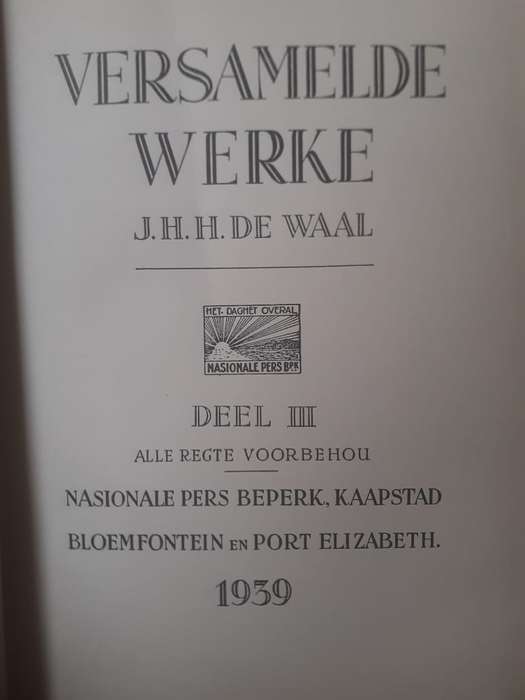 VERSAMELDE
WERKE
J. H. H. DE WAAL
HET DAGHET OVERAL
NASIONALE PERS BPK
DEEL III
ALLE REGTE VOORBEHOU
NASIONALE PERS BEPERK, KAAPSTAD
BLOEMFONTEIN EN PORT ELIZABETH.
1939